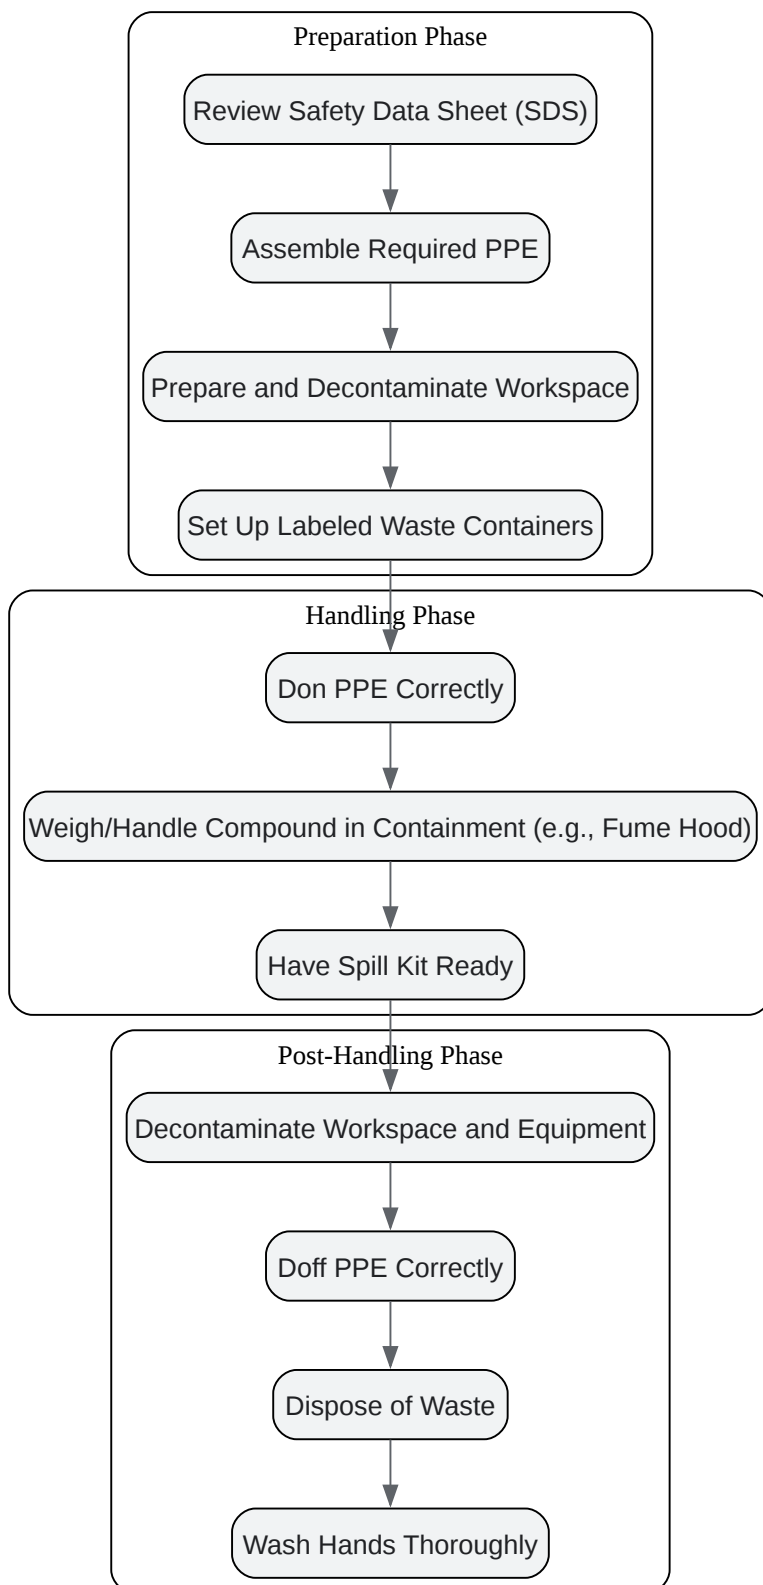 Preparation Phase
Review Safety Data Sheet (SDS)
Assemble Required PPE
Prepare and Decontaminate Workspace
Set Up Labeled Waste Containers
Handling Phase
Don PPE Correctly
Weigh/Handle Compound in Containment (e.g., Fume Hood)
Have Spill Kit Ready
Post-Handling Phase
Decontaminate Workspace and Equipment
Doff PPE Correctly
Dispose of Waste
Wash Hands Thoroughly